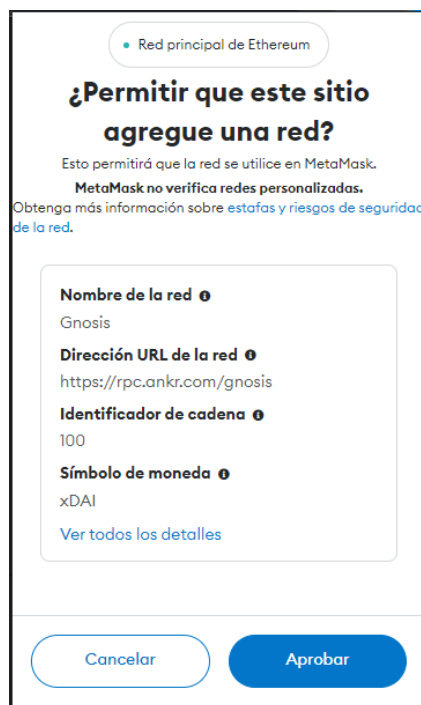 Red principal de Ethereum
¿Permitir que este sitio
agregue una red?
Esto permitirá que la red se utilice en MetaMask.
MetaMask no verifica redes personalizadas.
Obtenga más información sobre estafas y riesgos de seguridad
de la red.
Nombre de la red
Gnosis
Dirección URL de la red
https://rpc.ankr.com/gnosis
Identificador de cadena
100
Símbolo de moneda
xDAI
Ver todos los detalles
Cancelar
Aprobar